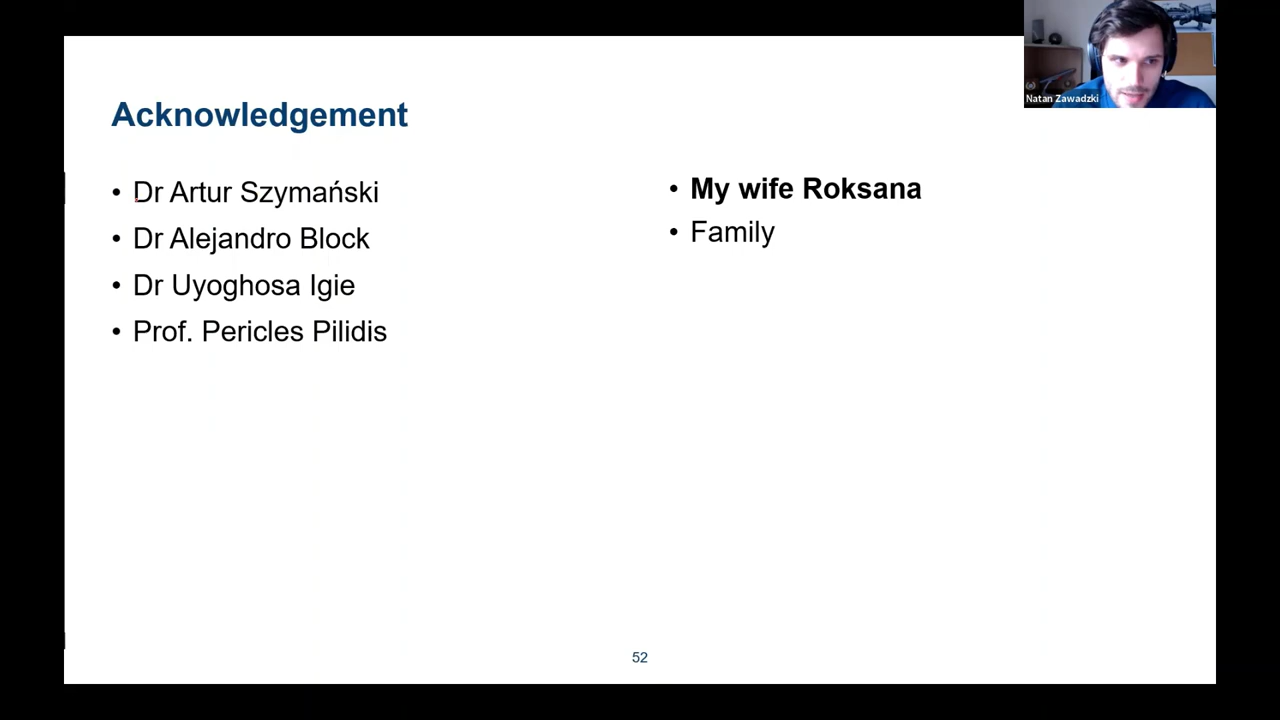 Acknowledgement
• Dr Artur Szymański
• Dr Alejandro Block
• Dr Uyoghosa Igie
• Prof. Pericles Pilidis
• My wife Roksana
• Family
52
Natan Zawadzki